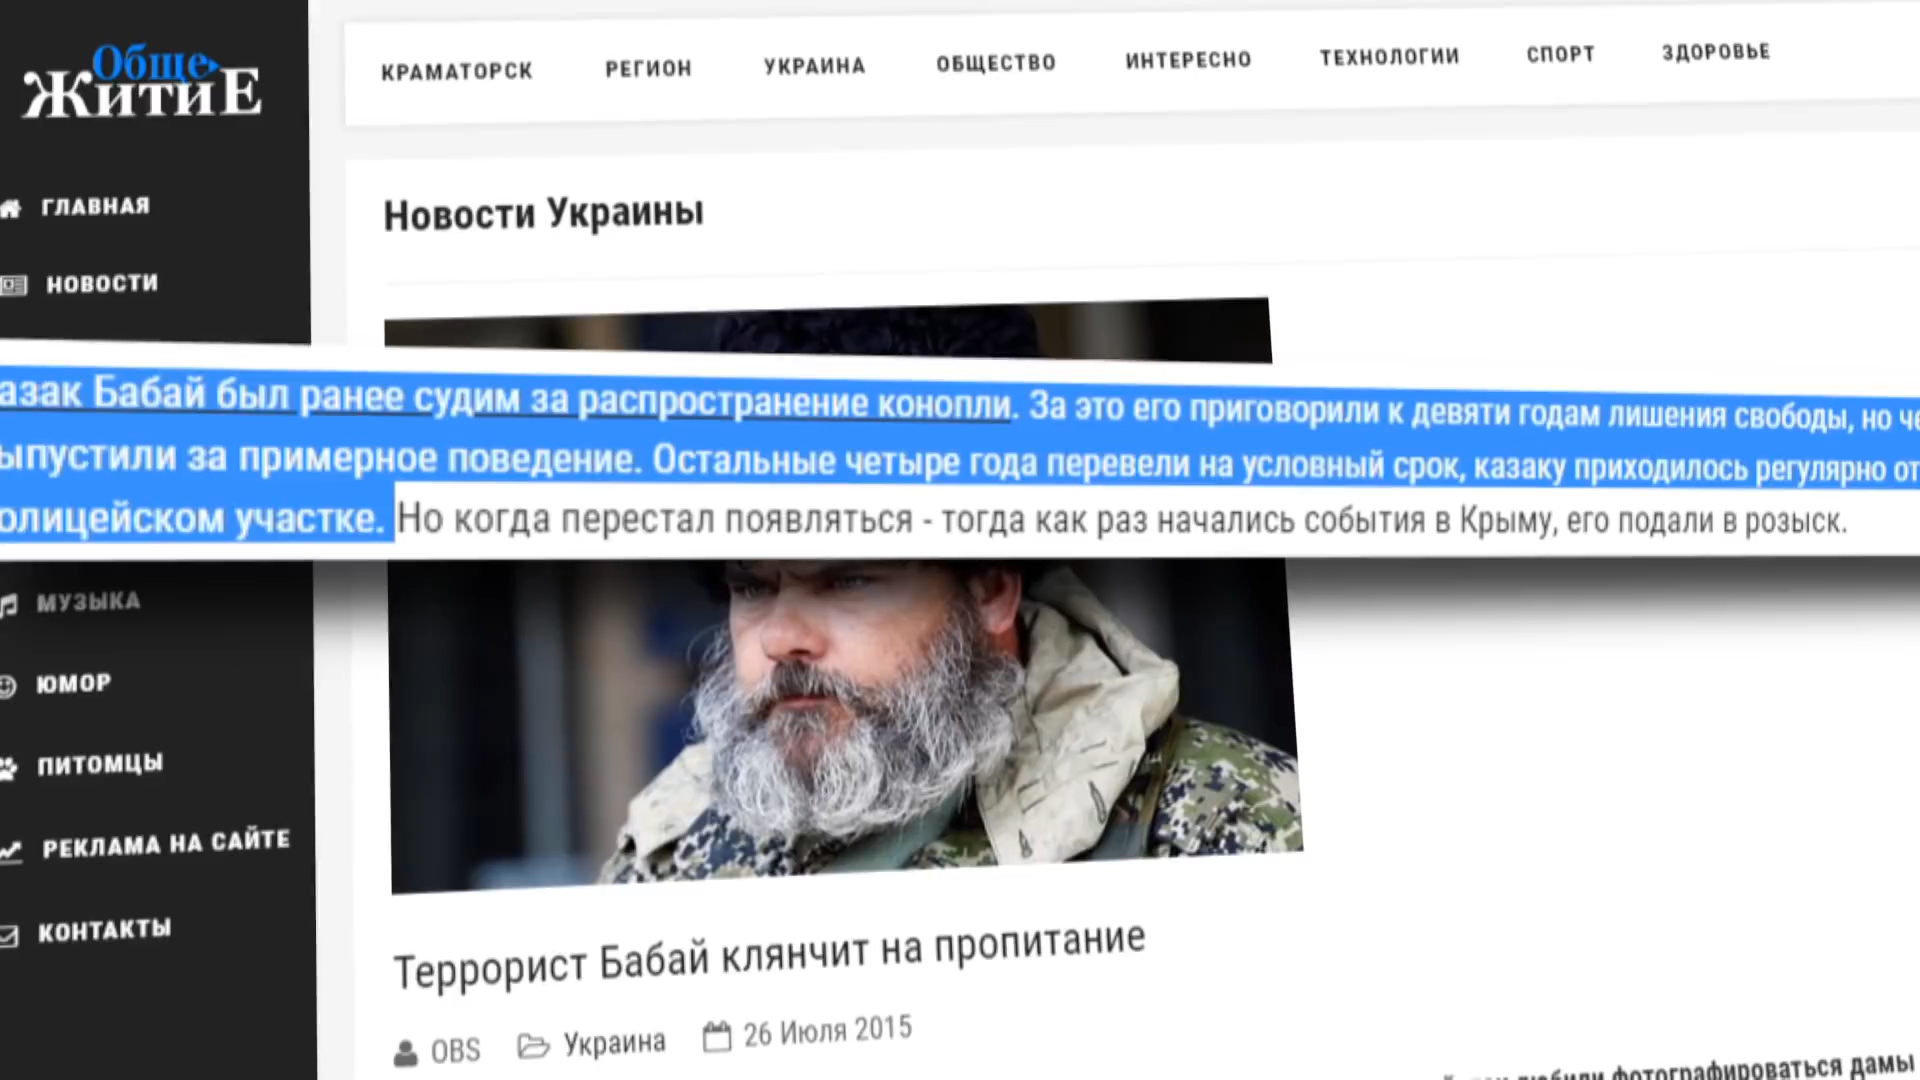 Обще
ЖитиЕ
КРАМАТОРСК РЕГИОН УКРАИНА ОБЩЕСТВО ИНТЕРЕСНО ТЕХНОЛОГИИ СПОРТ ЗДОРОВЬЕ
ГЛАВНАЯ
НОВОСТИ
Новости Украины
азак Бабай был ранее судим за распространение конопли. За это его приговорили к девяти годам лишения свободы, но че
ыпустили за примерное поведение. Остальные четыре года перевели на условный срок, казаку приходилось регулярно от
олицейском участке. Но когда перестал появляться - тогда как раз начались события в Крыму, его подали в розыск.
МУЗЫКА
ЮМОР
ПИТОМЦЫ
РЕКЛАМА НА САЙТЕ
КОНТАКТЫ
Террорист Бабай клянчит на пропитание
OBS Украина 26 Июля 2015
фотографироваться дамы